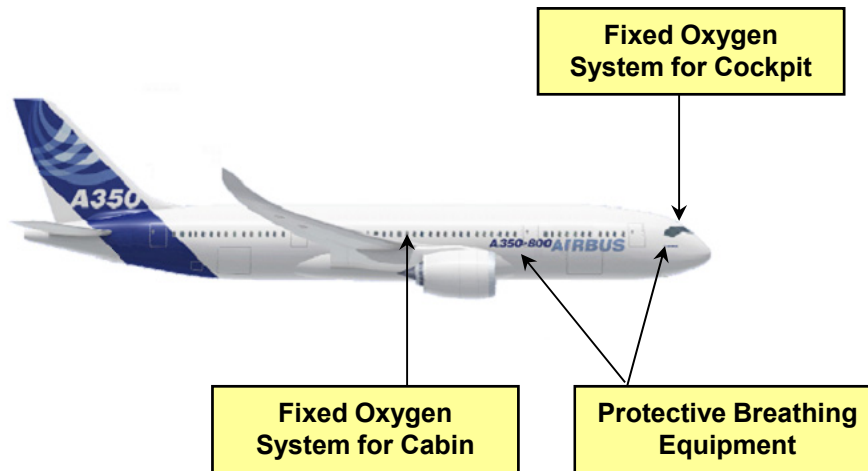 Fixed Oxygen
System for Cockpit
A350
A350-800 AIRBUS
Fixed Oxygen
System for Cabin
Protective Breathing
Equipment